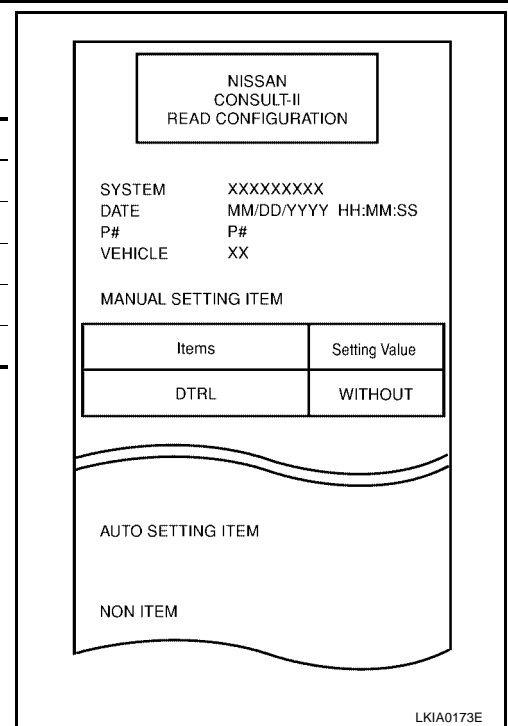 NISSAN
CONSULT-II
READ CONFIGURATION
SYSTEM XXXXXXXXX
DATE MM/DD/YYYY HH:MM:SS
P# P#
VEHICLE XX
MANUAL SETTING ITEM
Items Setting Value
DTRL WITHOUT
AUTO SETTING ITEM
NON ITEM
LKIA0173E